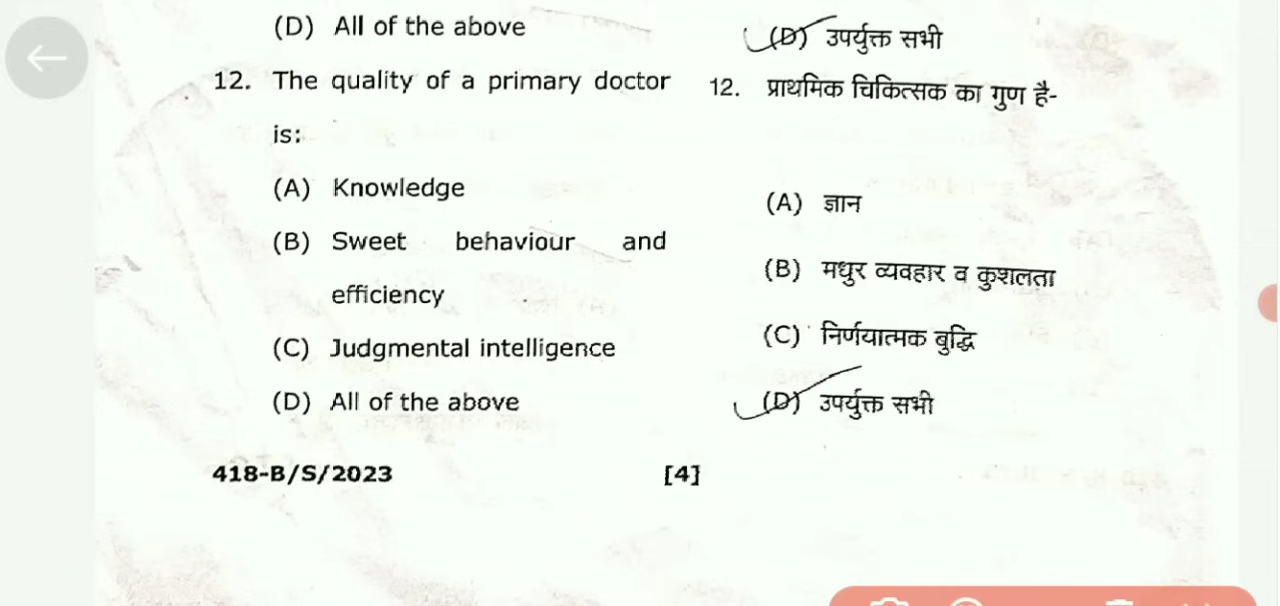 (D) All of the above
12. The quality of a primary doctor
is:
(A) Knowledge
(B) Sweet behaviour and
efficiency
(C) Judgmental intelligence
(D) All of the above
418-B/S/2023
(D) उपर्युक्त सभी
12. प्राथमिक चिकित्सक का गुण है-
(A) ज्ञान
(B) मधुर व्यवहार व कुशलता
(C) निर्णयात्मक बुद्धि
(D) उपर्युक्त सभी
[4]